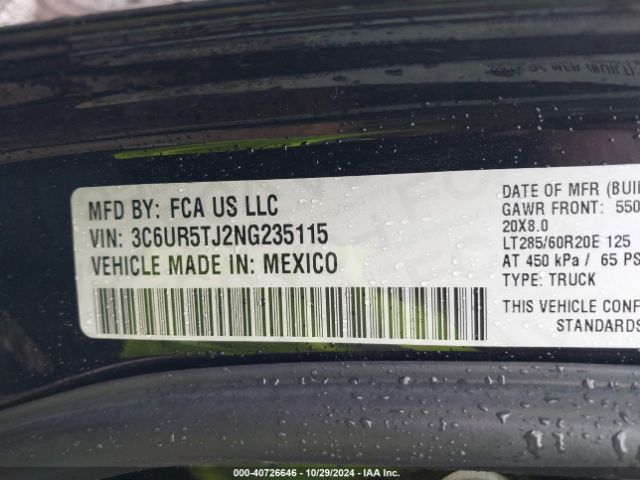 MFD BY: FCA US LLC
VIN: 3C6UR5TJ2NG235115
VEHICLE MADE IN: MEXICO
DATE OF MFR (BUI
GAWR FRONT: 550
20X8.0
LT285/60R20E 125
AT 450 kPa / 65 PS
TYPE: TRUCK
THIS VEHICLE CONF
STANDARDS
000-40726646 - 10/29/2024 - IAA Inc.